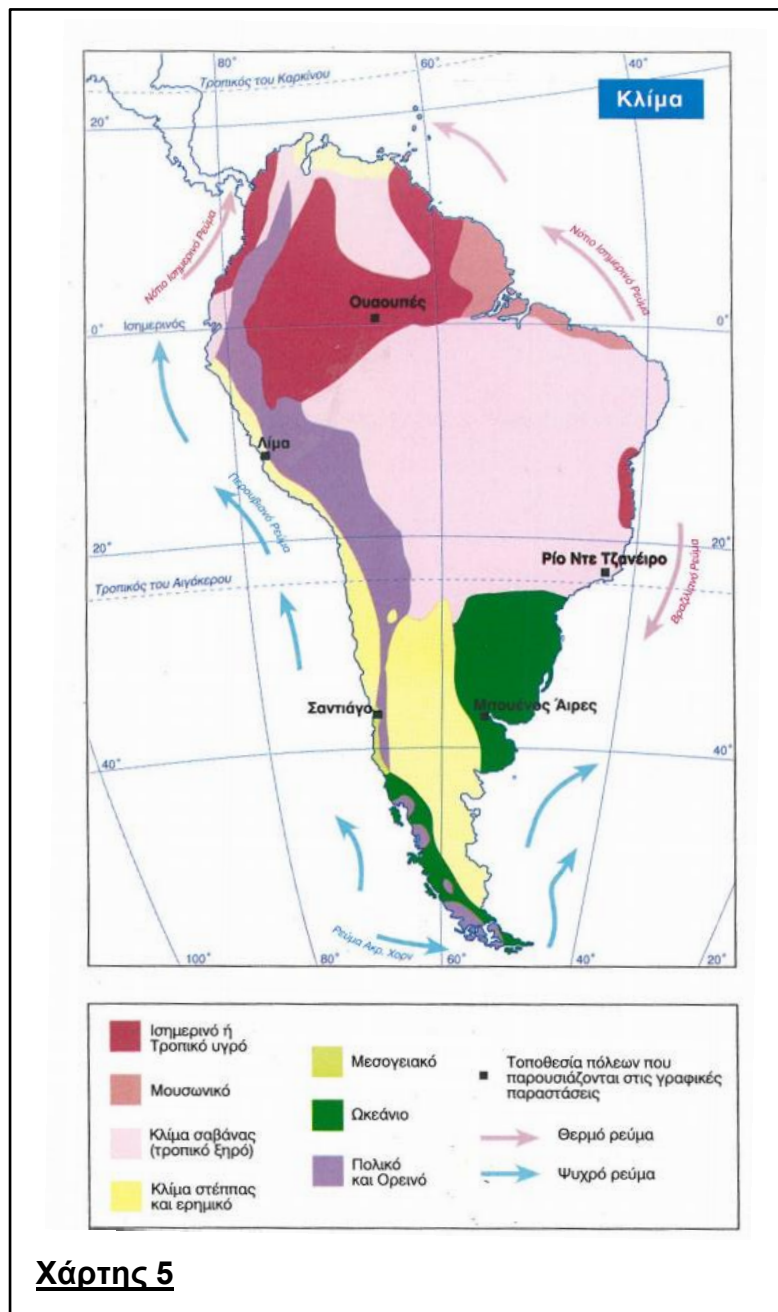 80°
60°
40°
Τροπικός του Καρκίνου
Κλίμα
20°
20°
Νότιο Ισημερινό Ρεύμα
Νότιο Ισημερινό Ρεύμα
Ουαουπές
Ισημερινός
0°
0°
Λίμα
Περουβιανό Ρεύμα
20°
20°
Ρίο Ντε Τζανέιρο
Τροπικός του Αιγόκερου
Βραζιλιάνο Ρεύμα
Σαντιάγο
Μπουένος Άιρες
40°
40°
Ρεύμα Ακρ. Χορν
100°
80°
60°
40°
20°
Ισημερινό ή
Τροπικό υγρό
Μουσωνικό
Κλίμα σαβάνας
(τροπικό ξηρό)
Κλίμα στέππας
και ερημικό
Μεσογειακό
Ωκεάνιο
Πολικό
και Ορεινό
Τοποθεσία πόλεων που
παρουσιάζονται στις γραφικές
παραστάσεις
Θερμό ρεύμα
Ψυχρό ρεύμα
Χάρτης 5